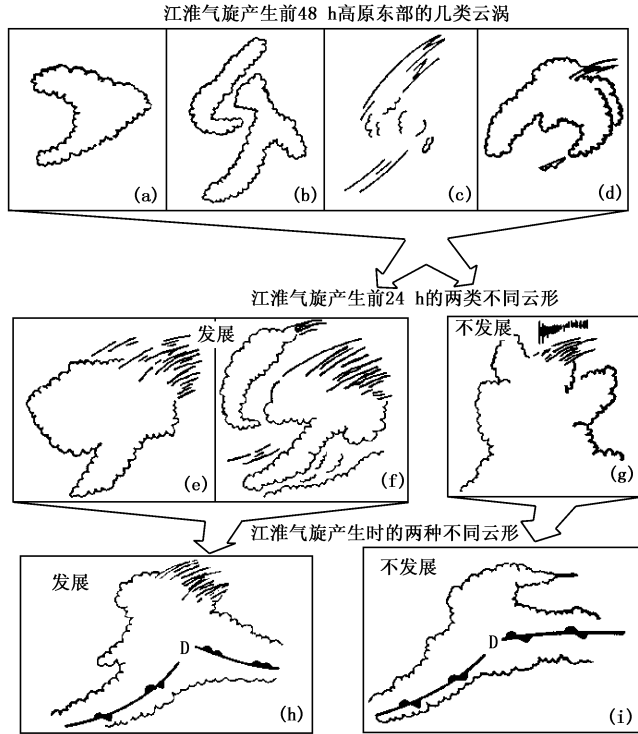 江淮气旋产生前48 h高原东部的几类云涡
(a)
(b)
(c)
(d)
江淮气旋产生前24 h的两类不同云形
发展
不发展
(e)
(f)
(g)
江淮气旋产生时的两种不同云形
发展
不发展
D
D
(h)
(i)